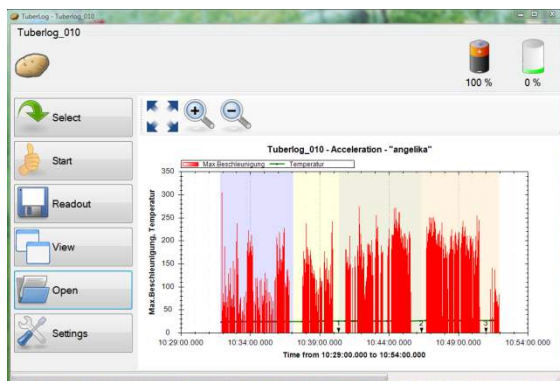 TuberLog - Tuberlog_010
Tuberlog_010
100 %
0 %
Select
Start
Readout
View
Open
Settings
Tuberlog_010 - Acceleration - "angelika"
Max.Beschleunigung
Temperatur
Max.Beschleunigung, Temperatur
350
300
250
200
150
100
50
0
1
2
3
10:29:00.000
10:34:00.000
10:39:00.000
10:44:00.000
10:49:00.000
10:54:00.000
Time from 10:29:00.000 to 10:54:00.000